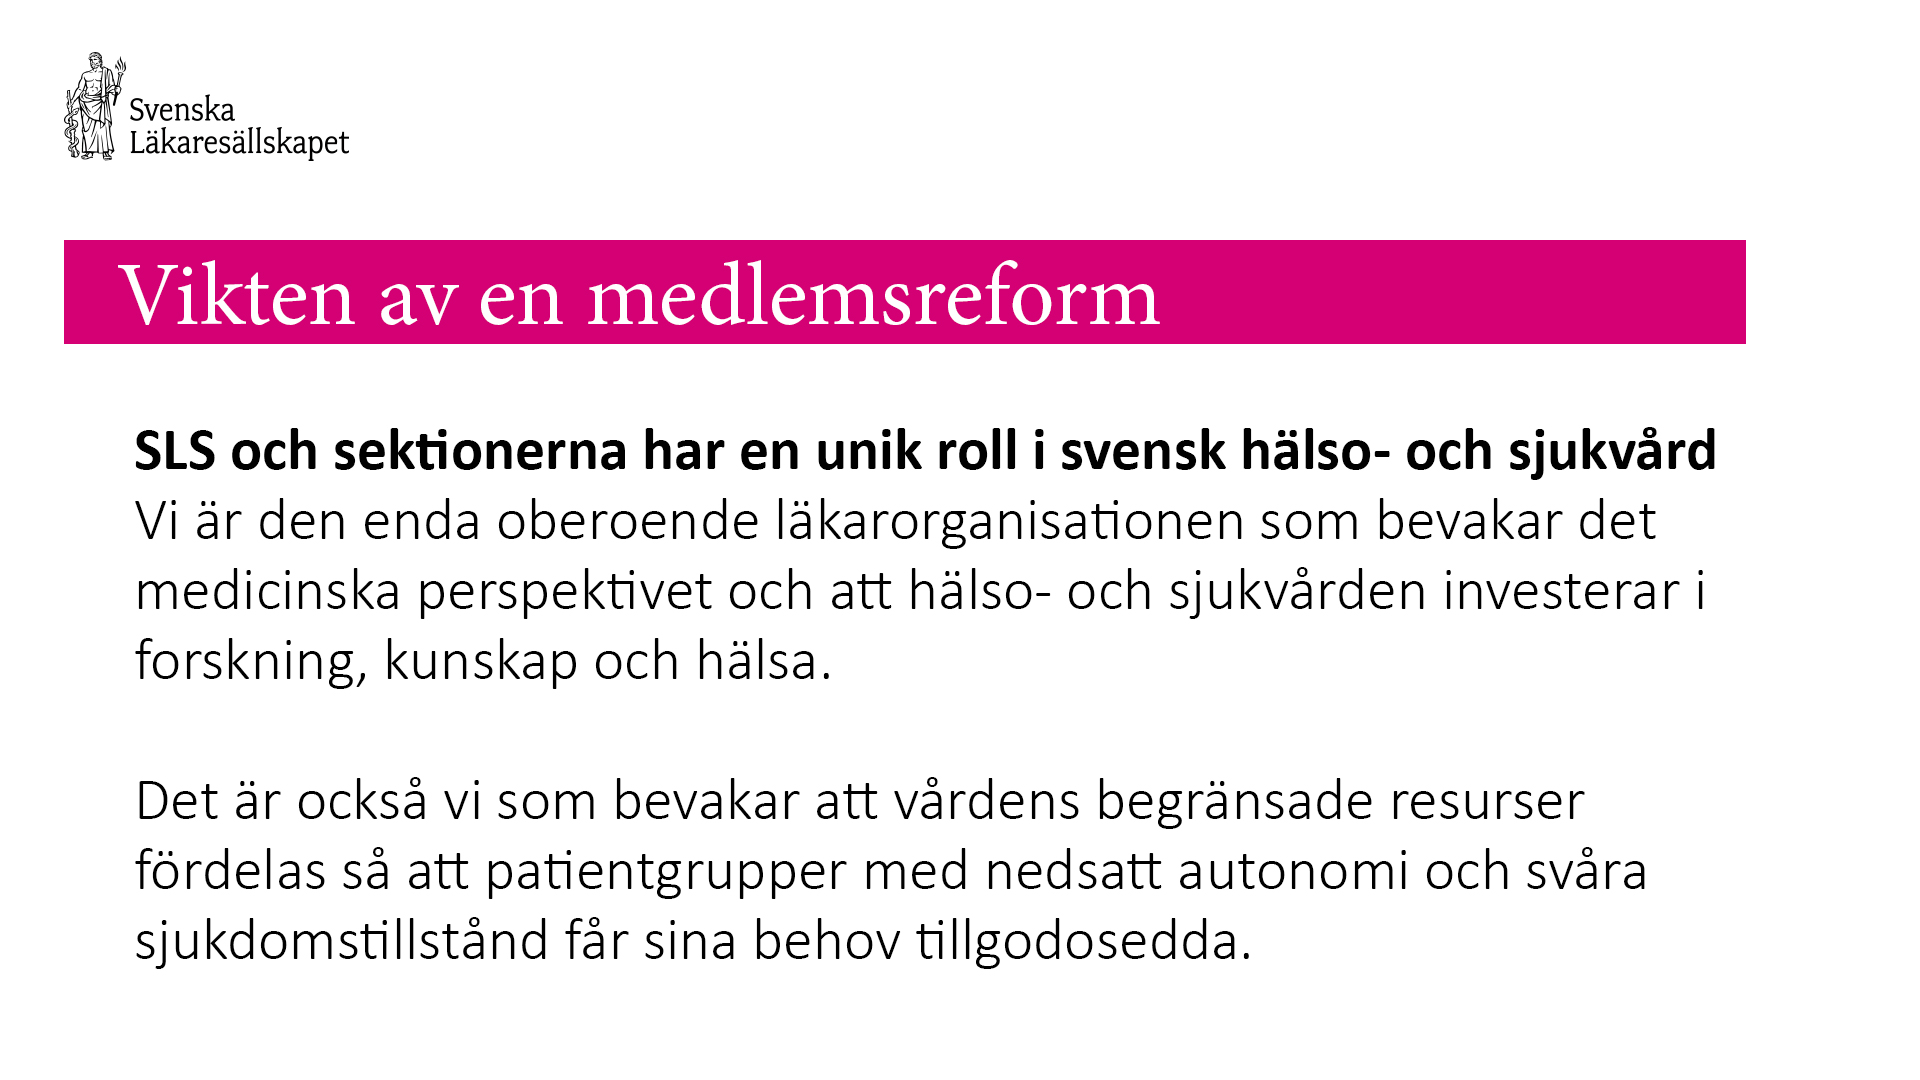 Svenska
Läkaresällskapet
Vikten av en medlemsreform
SLS och sektionerna har en unik roll i svensk hälso- och sjukvård
Vi är den enda oberoende läkarorganisationen som bevakar det
medicinska perspektivet och att hälso- och sjukvården investerar i
forskning, kunskap och hälsa.
Det är också vi som bevakar att vårdens begränsade resurser
fördelas så att patientgrupper med nedsatt autonomi och svåra
sjukdomstillstånd får sina behov tillgodosedda.